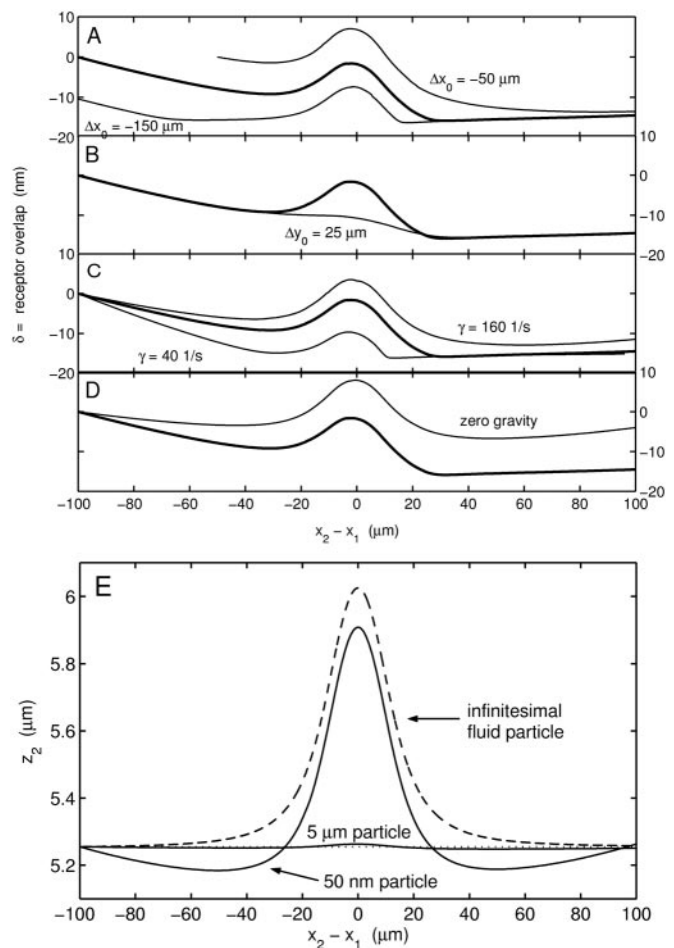 10
A
0
Δx₀ = −50 μm
−10
Δx₀ = −150 μm
−20
10
B
0
−10
Δy₀ = 25 μm
−20
10
C
0
γ = 160 1/s
−10
γ = 40 1/s
−20
10
D
zero gravity
0
−10
−20
δ = receptor overlap (nm)
−100 −80 −60 −40 −20 0 20 40 60 80 100
x₂ − x₁ (μm)
E
6
5.8
infinitesimal
fluid particle
5.6
z₂ (μm)
5.4
5 μm particle
5.2
50 nm particle
−100 −80 −60 −40 −20 0 20 40 60 80 100
x₂ − x₁ (μm)